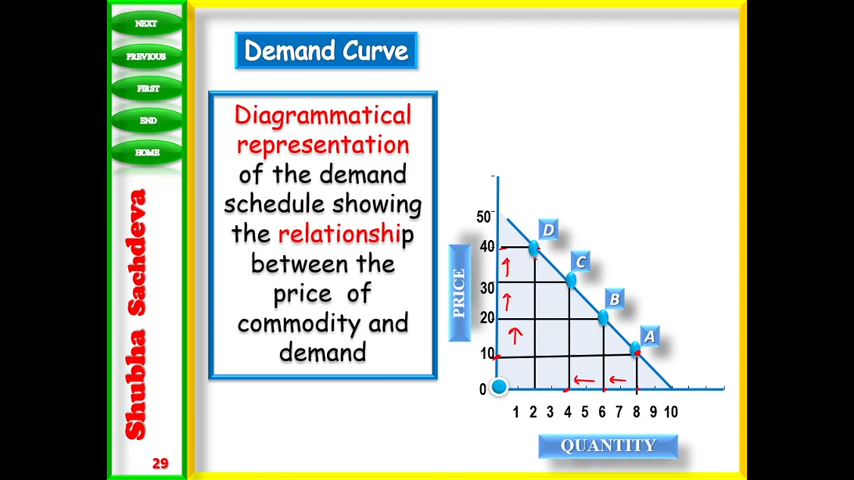 NEXT
PREVIOUS
FIRST
END
HOME
Shubha Sachdeva
29
Demand Curve
Diagrammatical
representation
of the demand
schedule showing
the relationship
between the
price of
commodity and
demand
PRICE
50
40
30
20
10
0
D
C
B
A
1 2 3 4 5 6 7 8 9 10
QUANTITY